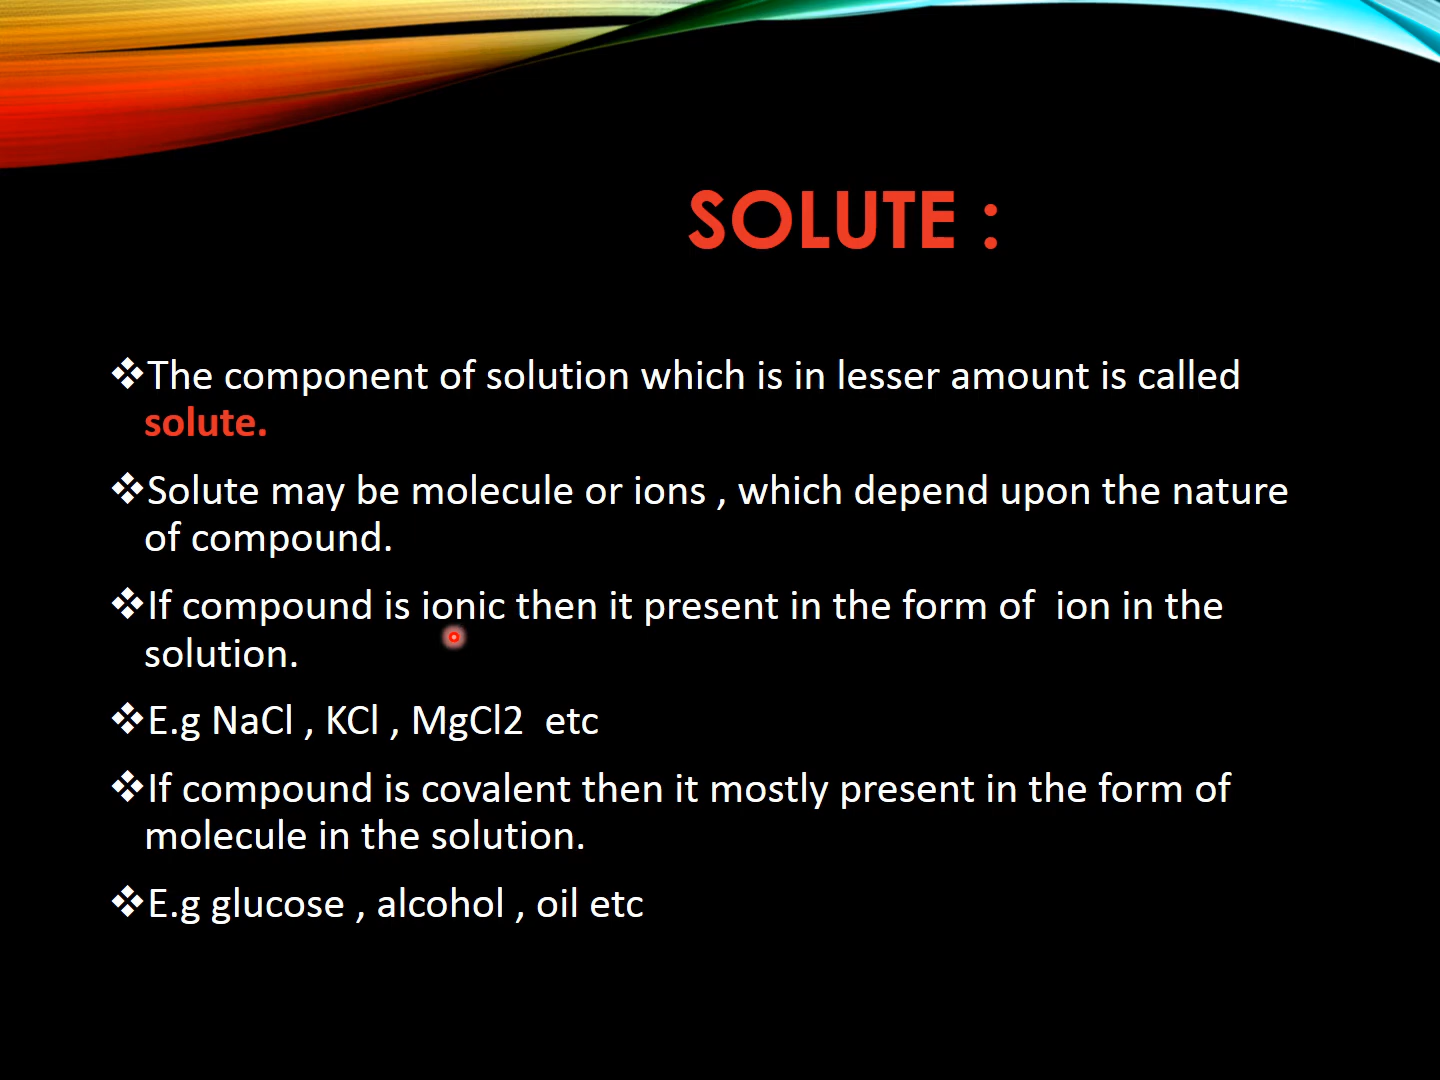 SOLUTE :
❖The component of solution which is in lesser amount is called
solute.
❖Solute may be molecule or ions , which depend upon the nature
of compound.
❖If compound is ionic then it present in the form of  ion in the
solution.
❖E.g NaCl , KCl , MgCl2  etc
❖If compound is covalent then it mostly present in the form of
molecule in the solution.
❖E.g glucose , alcohol , oil etc